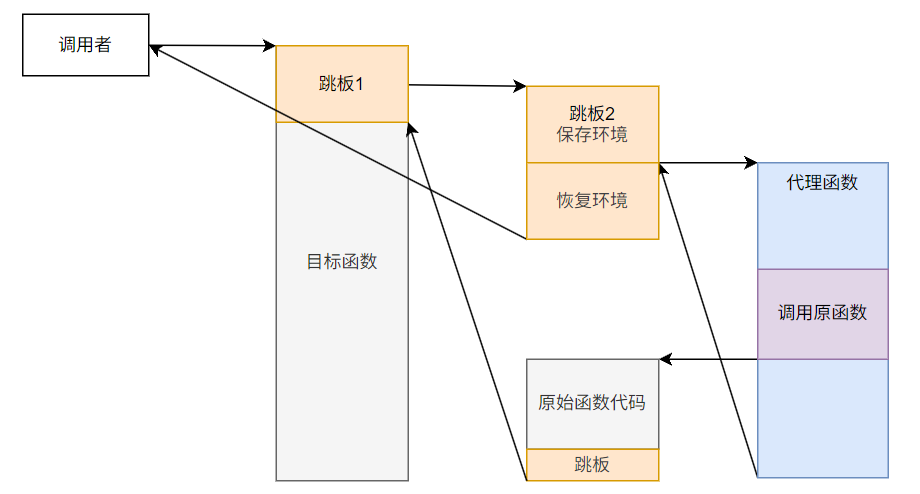 调用者
跳板1
跳板2
保存环境
恢复环境
代理函数
目标函数
调用原函数
原始函数代码
跳板